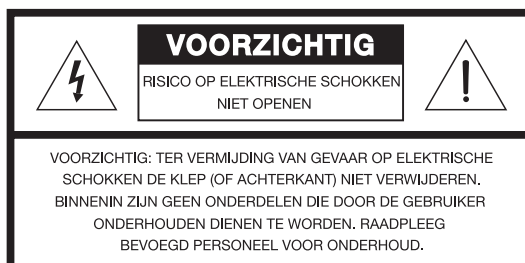 VOORZICHTIG
RISICO OP ELEKTRISCHE SCHOKKEN
NIET OPENEN
VOORZICHTIG: TER VERMIJDING VAN GEVAAR OP ELEKTRISCHE
SCHOKKEN DE KLEP (OF ACHTERKANT) NIET VERWIJDEREN.
BINNENIN ZIJN GEEN ONDERDELEN DIE DOOR DE GEBRUIKER
ONDERHOUDEN DIENEN TE WORDEN. RAADPLEEG
BEVOEGD PERSONEEL VOOR ONDERHOUD.